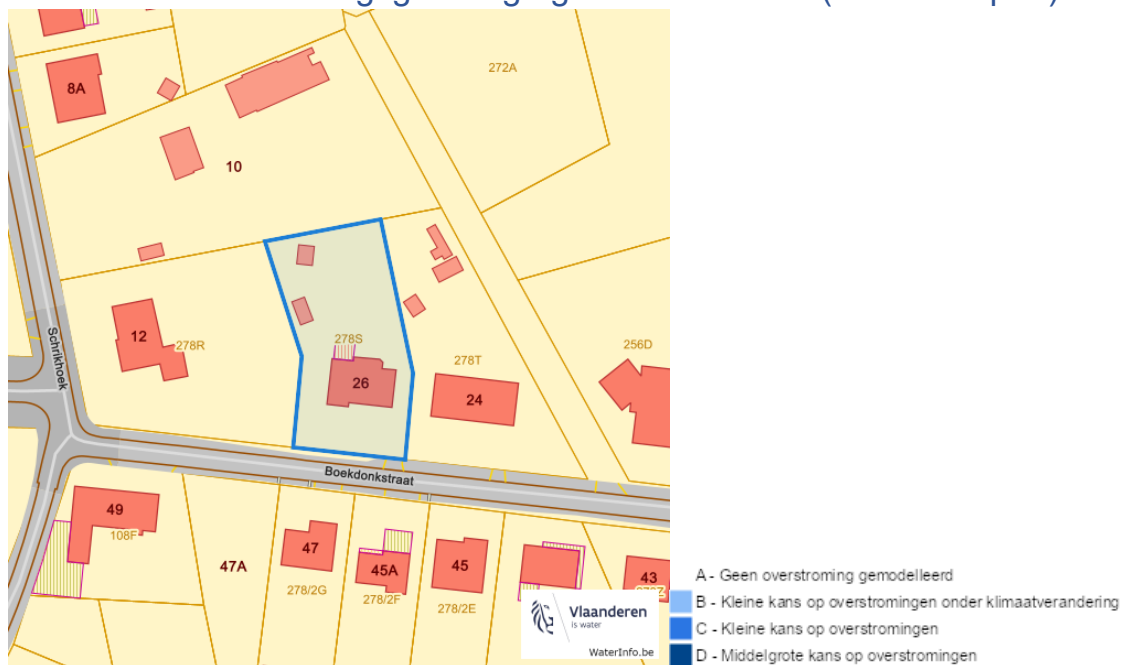 8A
272A
10
12
278R
278S
26
278T
24
256D
Schrikhoek
Boekdonkstraat
49
108F
47A
47
278/2G
45A
278/2F
45
278/2E
43
Vlaanderen
is water
WaterInfo.be
A - Geen overstroming gemodelleerd
B - Kleine kans op overstromingen onder klimaatverandering
C - Kleine kans op overstromingen
D - Middelgrote kans op overstromingen